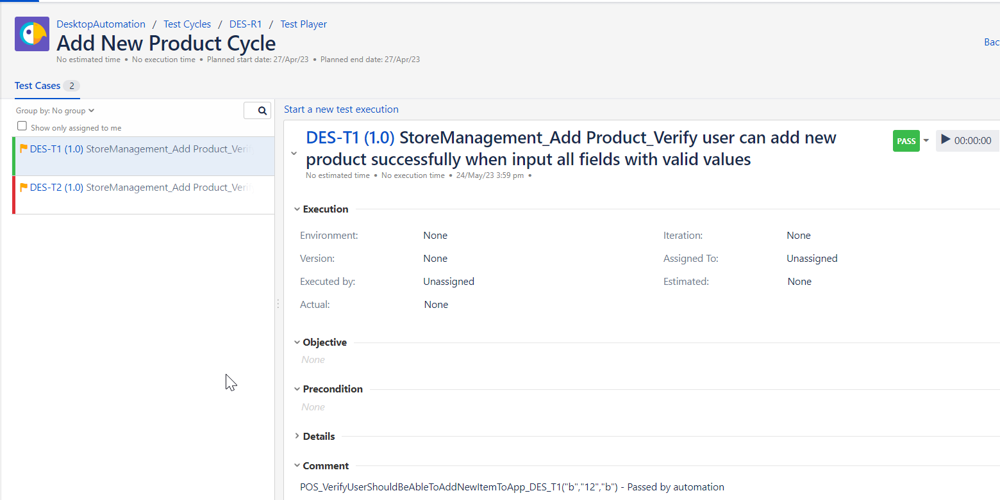 DesktopAutomation / Test Cycles / DES-R1 / Test Player
Add New Product Cycle
No estimated time • No execution time • Planned start date: 27/Apr/23 • Planned end date: 27/Apr/23
Bac
Test Cases 2
Group by: No group
Show only assigned to me
DES-T1 (1.0) StoreManagement_Add Product_Verif
DES-T2 (1.0) StoreManagement_Add Product_Verif
Start a new test execution
DES-T1 (1.0) StoreManagement_Add Product_Verify user can add new
product successfully when input all fields with valid values
PASS
00:00:00
No estimated time • No execution time • 24/May/23 3:59 pm •
Execution
Environment: None
Iteration: None
Version: None
Assigned To: Unassigned
Executed by: Unassigned
Estimated: None
Actual: None
Objective
None
Precondition
None
Details
Comment
POS_VerifyUserShouldBeAbleToAddNewItemToApp_DES_T1("b","12","b") - Passed by automation